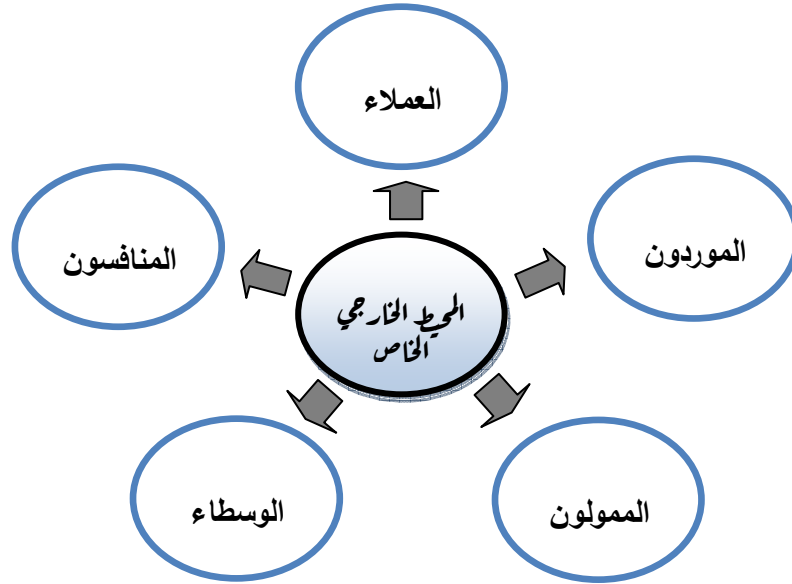 العملاء
الموردون
المنافسون
المحيط الخارجي
الخاص
الممولون
الوسطاء